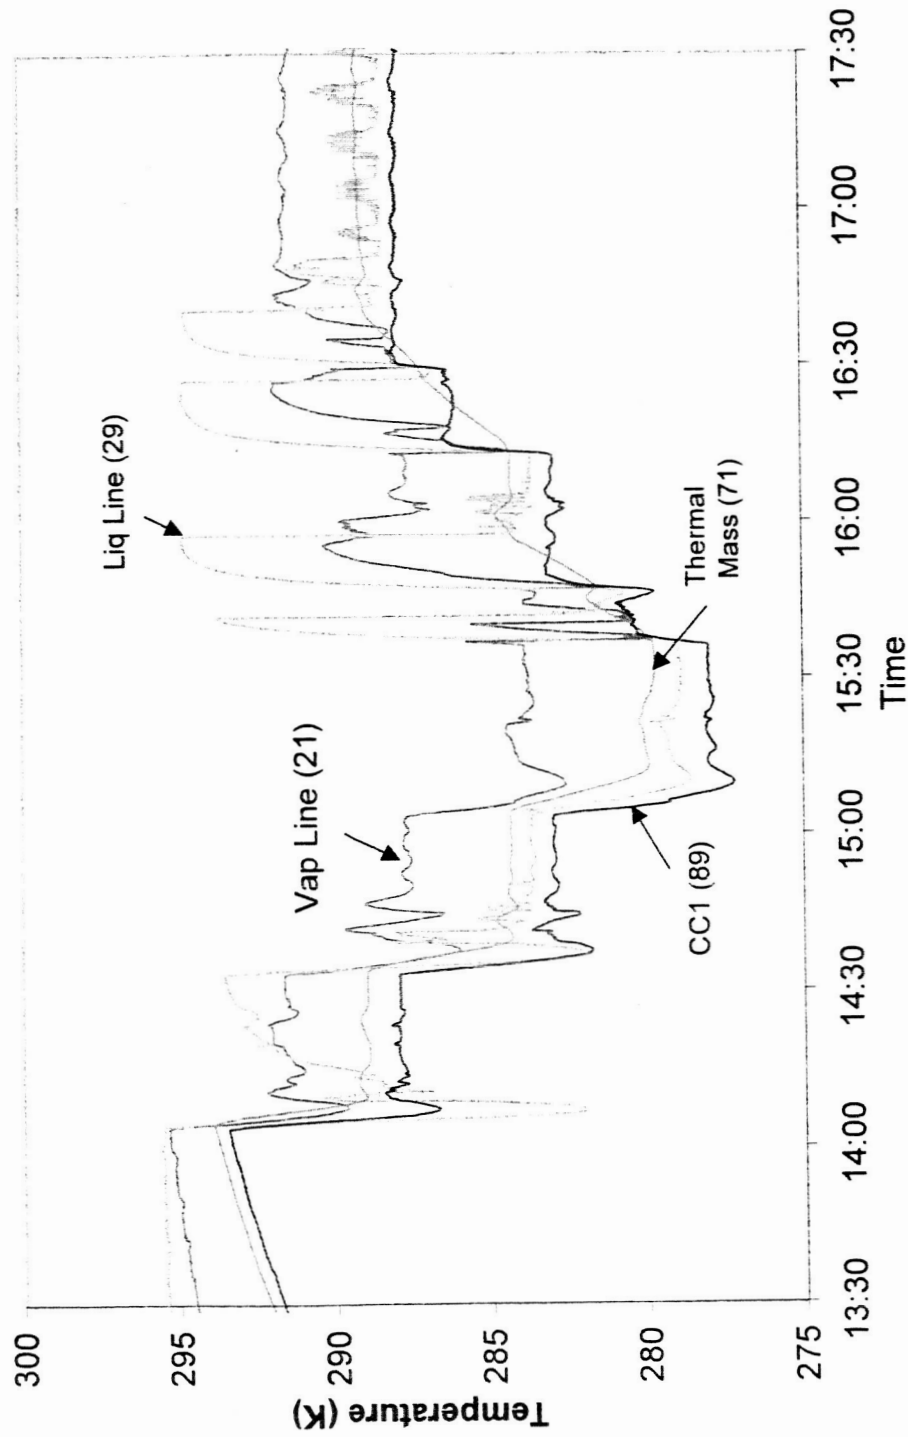 300
295
290
285
280
275
Temperature (K)
13:30
14:00
14:30
15:00
15:30
16:00
16:30
17:00
17:30
Time
Liq Line (29)
Vap Line (21)
Thermal
Mass (71)
CC1 (89)